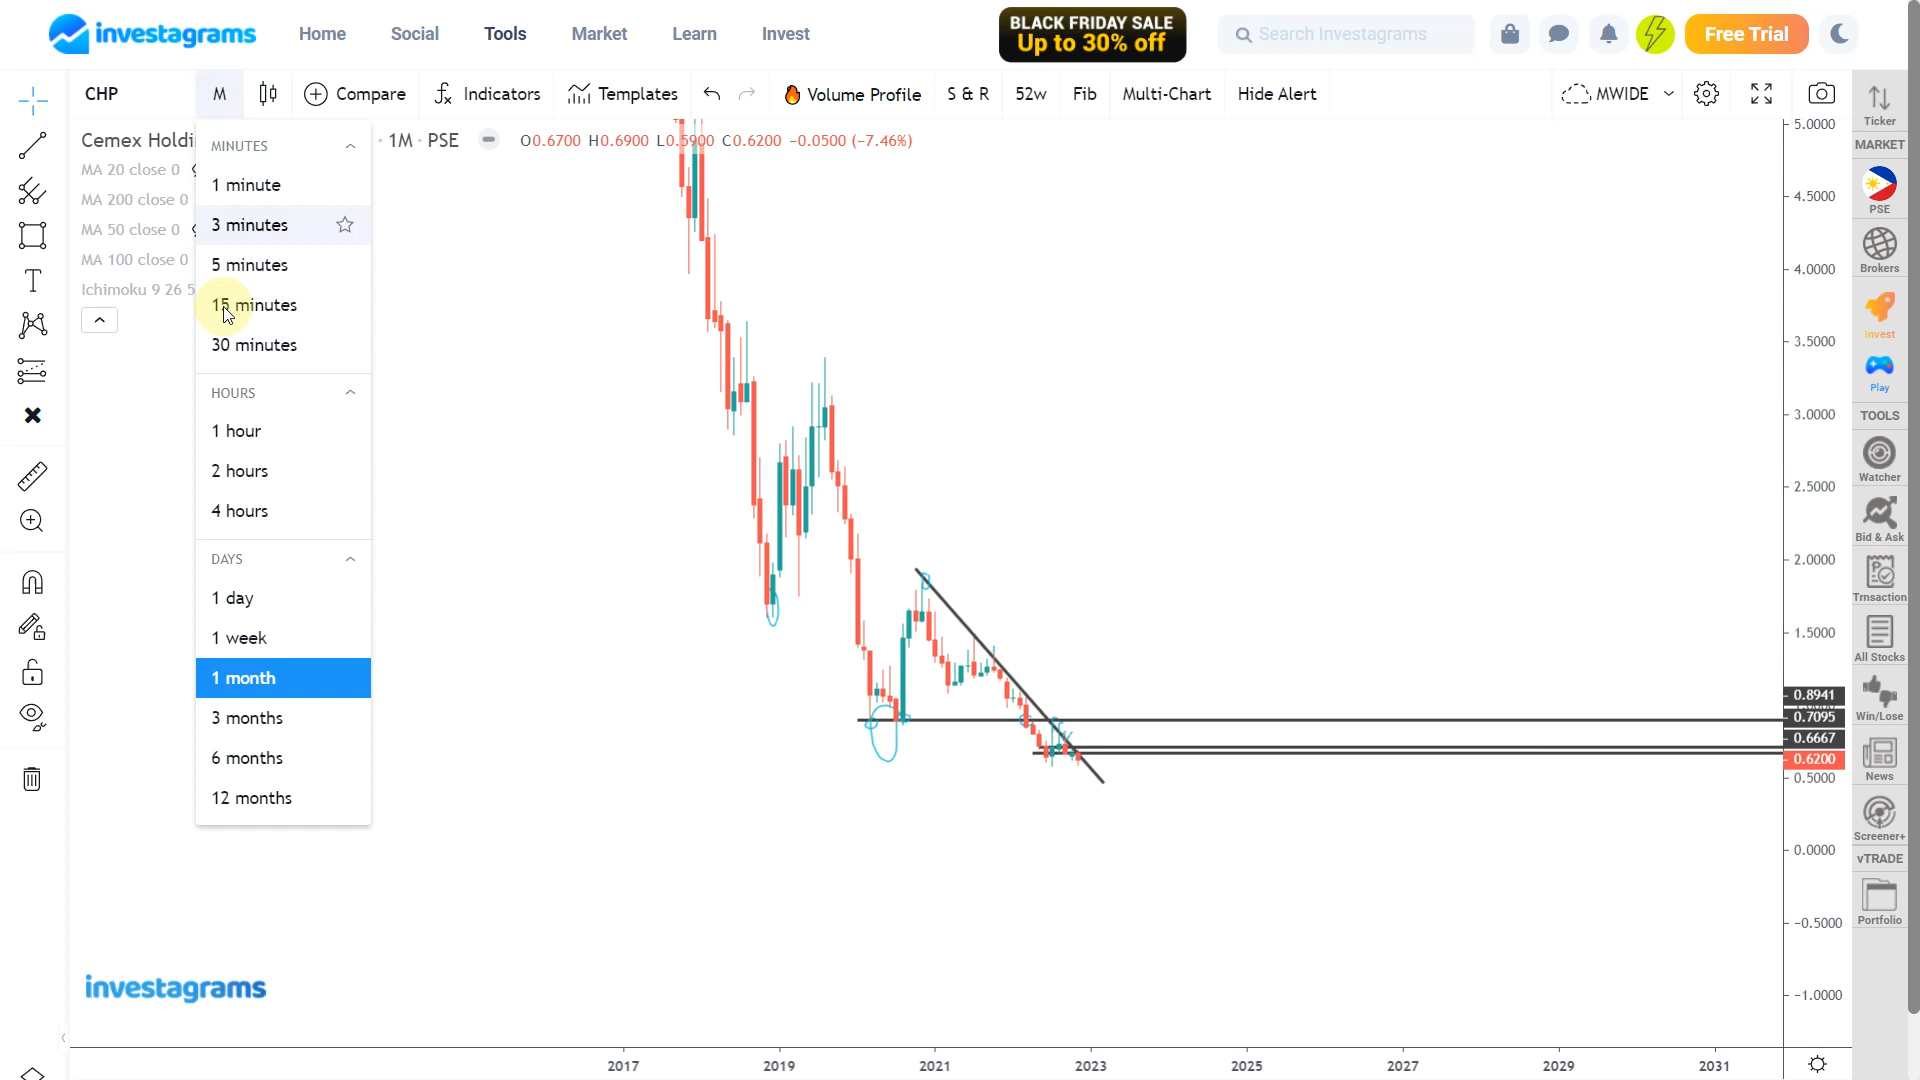 investagrams Home Social Tools Market Learn Invest BLACK FRIDAY SALE Search Investagrams Free Trial
Up to 30% off
CHP M Compare Indicators Templates Volume Profile S & R 52w Fib Multi-Chart Hide Alert MWIDE
Ticker
MARKET
PSE
Brokers
Invest
Play
TOOLS
Watcher
Bid & Ask
Trnsaction
All Stocks
Win/Lose
News
Screener+
vTRADE
Portfolio
Cemex Holdi · 1M · PSE O0.6700 H0.6900 L0.5900 C0.6200 −0.0500 (−7.46%)
MA 20 close 0
MA 200 close 0
MA 50 close 0
MA 100 close 0
Ichimoku 9 26 5
MINUTES
1 minute
3 minutes
5 minutes
15 minutes
30 minutes
HOURS
1 hour
2 hours
4 hours
DAYS
1 day
1 week
1 month
3 months
6 months
12 months
5.0000
4.5000
4.0000
3.5000
3.0000
2.5000
2.0000
1.5000
0.8941
0.7095
0.6667
0.6200
0.5000
0.0000
−0.5000
−1.0000
investagrams
2017 2019 2021 2023 2025 2027 2029 2031